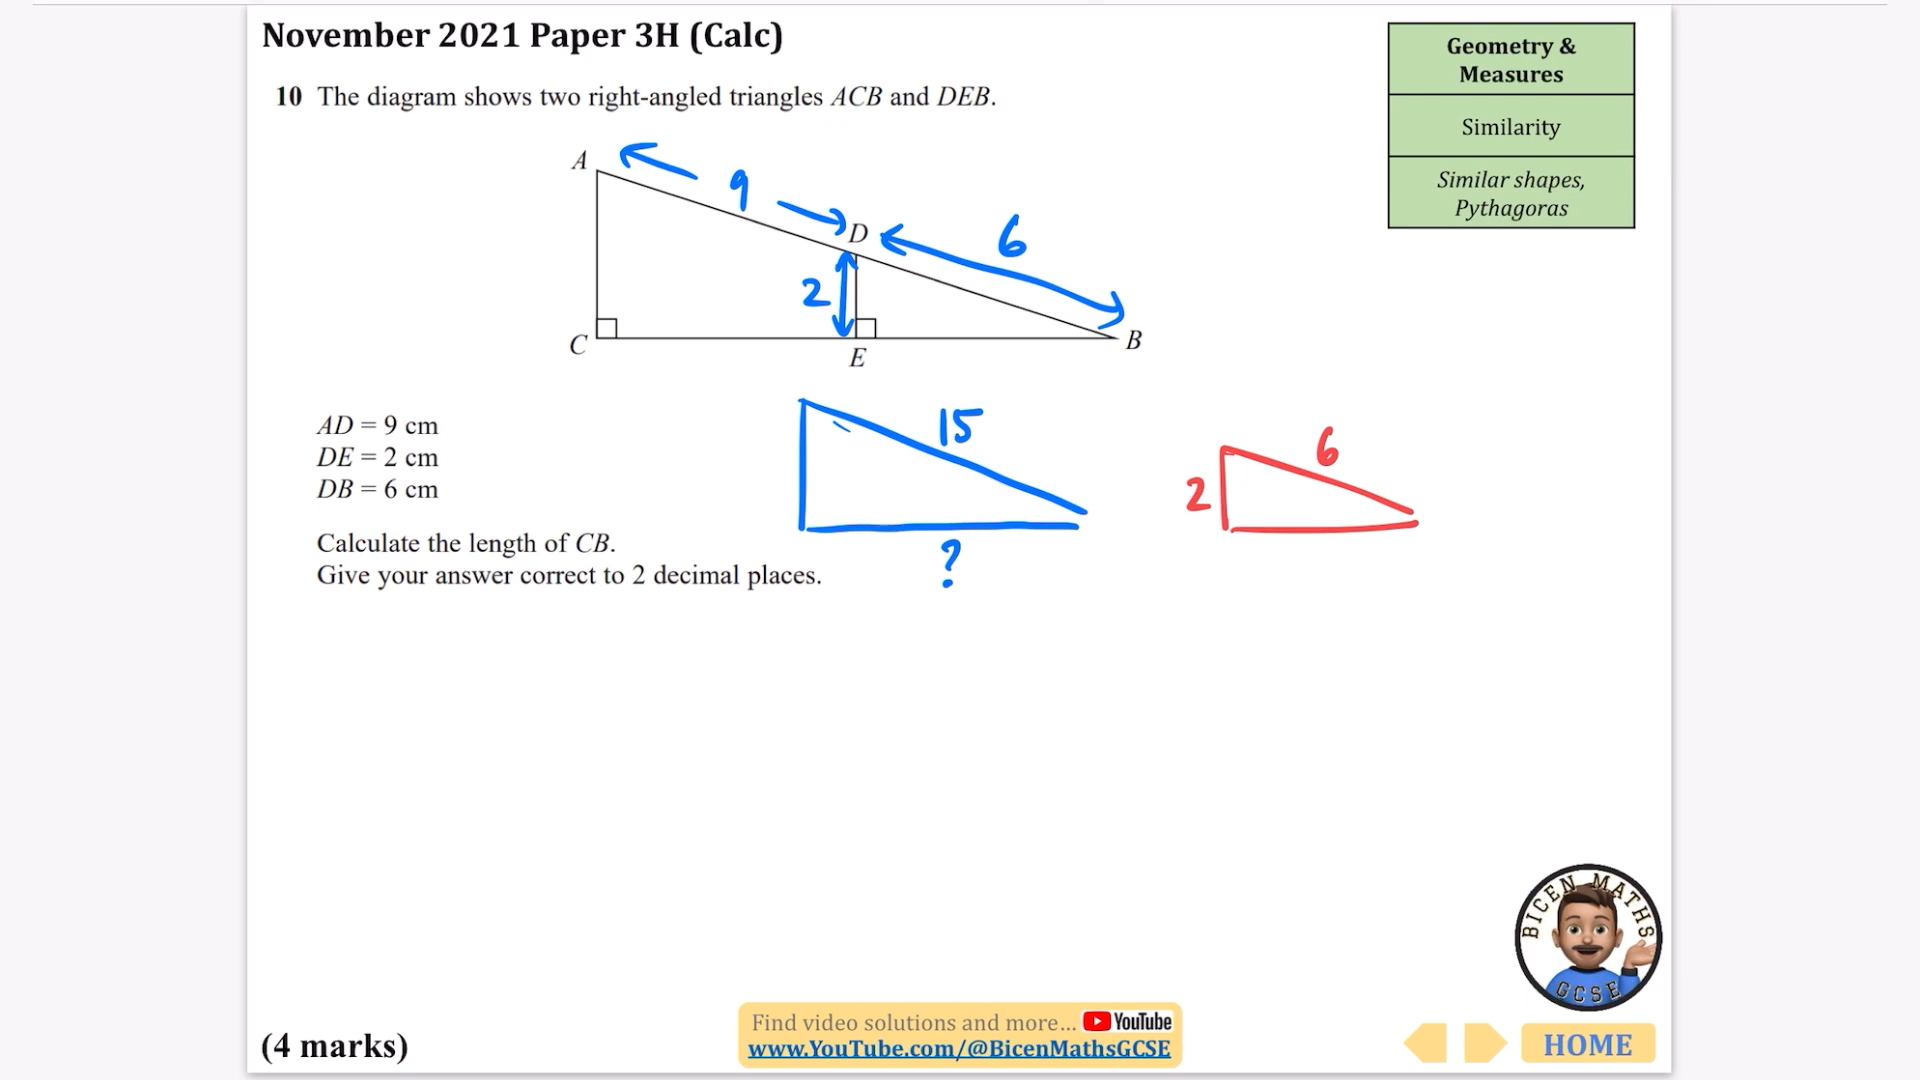 November 2021 Paper 3H (Calc)
Geometry &
Measures
Similarity
Similar shapes,
Pythagoras
10 The diagram shows two right-angled triangles ACB and DEB.
A
9
D
6
2
C
E
B
AD = 9 cm
DE = 2 cm
DB = 6 cm
15
?
6
2
Calculate the length of CB.
Give your answer correct to 2 decimal places.
BICEN MATHS
GCSE
(4 marks)
Find video solutions and more... YouTube
www.YouTube.com/@BicenMathsGCSE
HOME